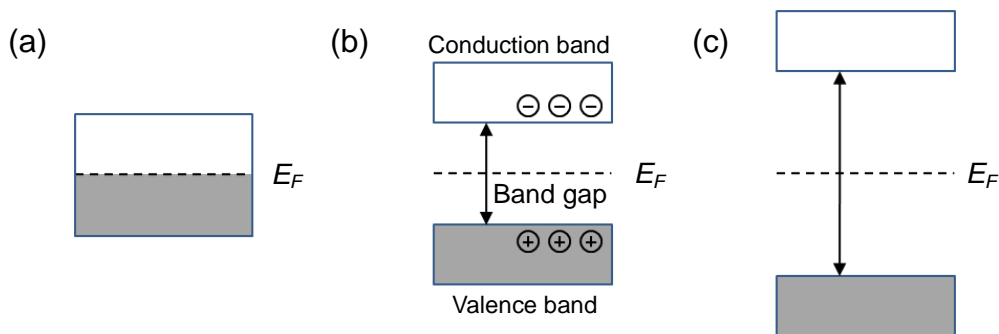 (a)
E_F
(b)
Conduction band
− − −
E_F
Band gap
+ + +
Valence band
(c)
E_F